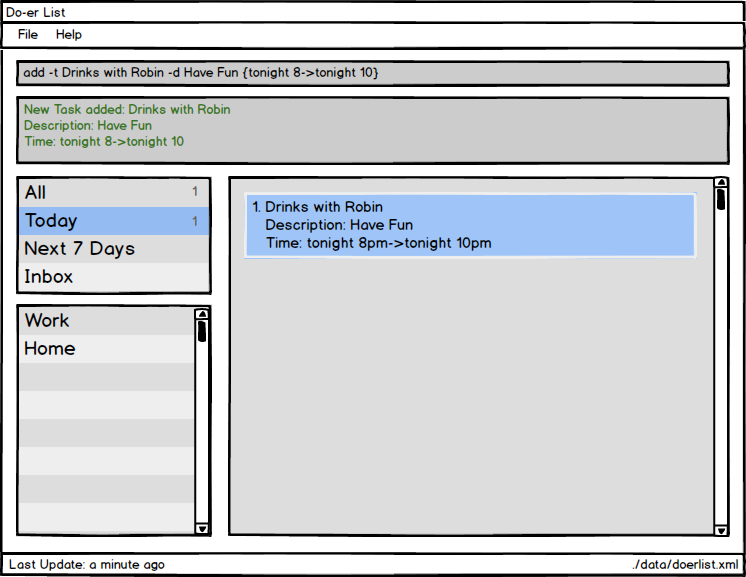 Do-er List
File Help
add -t Drinks with Robin -d Have Fun {tonight 8->tonight 10}
New Task added: Drinks with Robin
Description: Have Fun
Time: tonight 8->tonight 10
All 1
Today 1
Next 7 Days
Inbox
Work
Home
1. Drinks with Robin
Description: Have Fun
Time: tonight 8pm->tonight 10pm
Last Update: a minute ago
./data/doerlist.xml